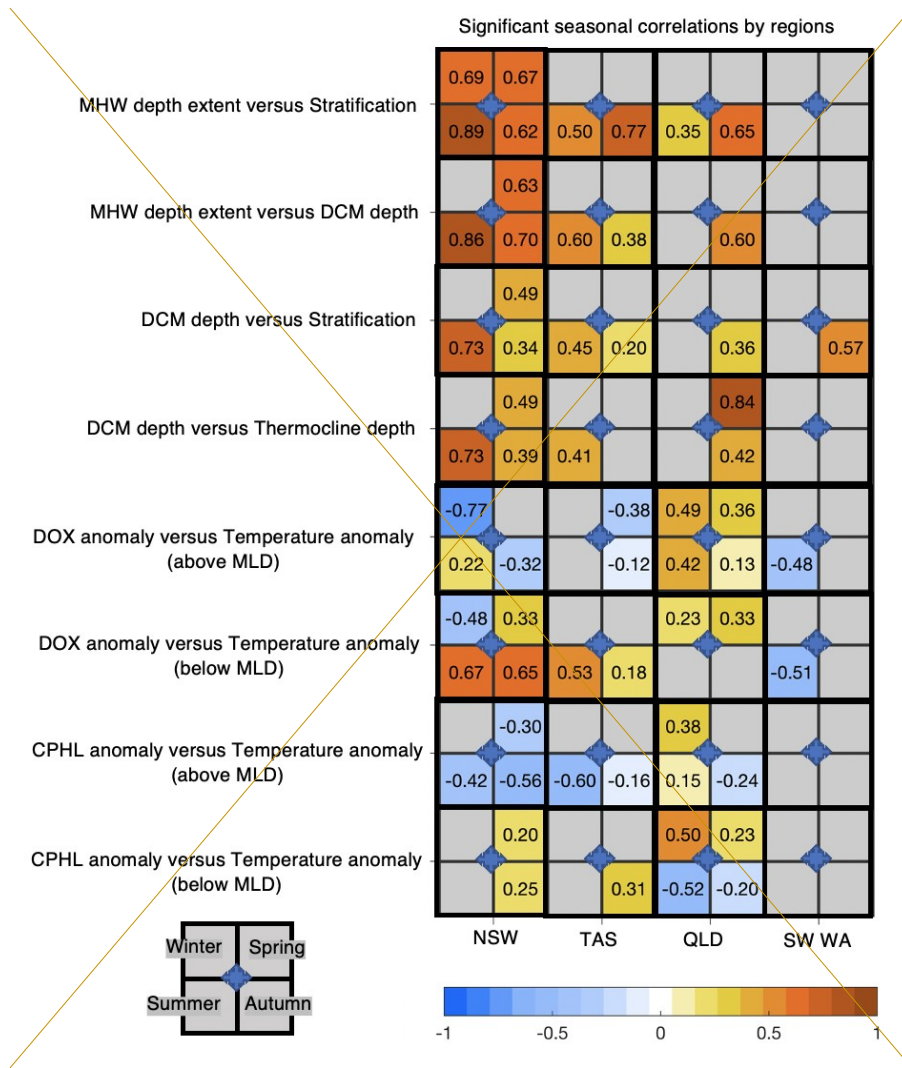 Significant seasonal correlations by regions
0.69 0.67
MHW depth extent versus Stratification
0.89 0.62 0.50 0.77 0.35 0.65
0.63
MHW depth extent versus DCM depth
0.86 0.70 0.60 0.38 0.60
0.49
DCM depth versus Stratification
0.73 0.34 0.45 0.20 0.36 0.57
0.49 0.84
DCM depth versus Thermocline depth
0.73 0.39 0.41 0.42
-0.77 -0.38 0.49 0.36
DOX anomaly versus Temperature anomaly
(above MLD)
0.22 -0.32 -0.12 0.42 0.13 -0.48
-0.48 0.33 0.23 0.33
DOX anomaly versus Temperature anomaly
(below MLD)
0.67 0.65 0.53 0.18 -0.51
-0.30 0.38
CPHL anomaly versus Temperature anomaly
(above MLD)
-0.42 -0.56 -0.60 -0.16 0.15 -0.24
0.20 0.50 0.23
CPHL anomaly versus Temperature anomaly
(below MLD)
0.25 0.31 -0.52 -0.20
NSW TAS QLD SW WA
Winter Spring
Summer Autumn
-1 -0.5 0 0.5 1